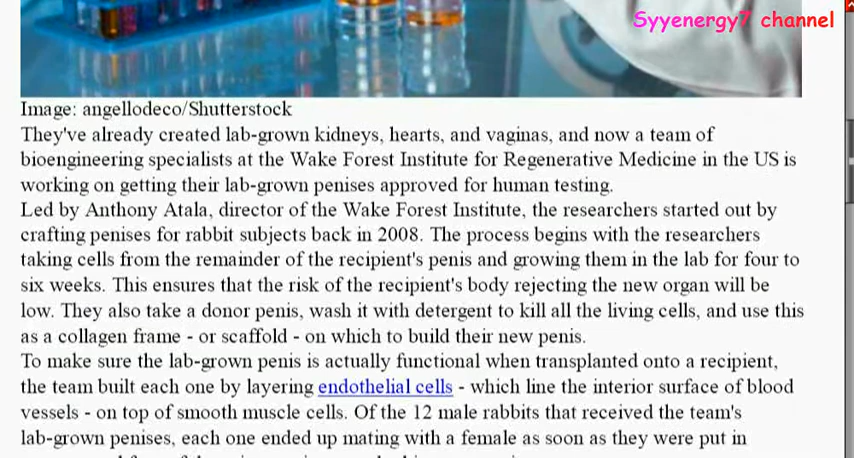 Syyenergy7 channel
Image: angellodeco/Shutterstock
They've already created lab-grown kidneys, hearts, and vaginas, and now a team of
bioengineering specialists at the Wake Forest Institute for Regenerative Medicine in the US is
working on getting their lab-grown penises approved for human testing.
Led by Anthony Atala, director of the Wake Forest Institute, the researchers started out by
crafting penises for rabbit subjects back in 2008. The process begins with the researchers
taking cells from the remainder of the recipient's penis and growing them in the lab for four to
six weeks. This ensures that the risk of the recipient's body rejecting the new organ will be
low. They also take a donor penis, wash it with detergent to kill all the living cells, and use this
as a collagen frame - or scaffold - on which to build their new penis.
To make sure the lab-grown penis is actually functional when transplanted onto a recipient,
the team built each one by layering endothelial cells - which line the interior surface of blood
vessels - on top of smooth muscle cells. Of the 12 male rabbits that received the team's
lab-grown penises, each one ended up mating with a female as soon as they were put in